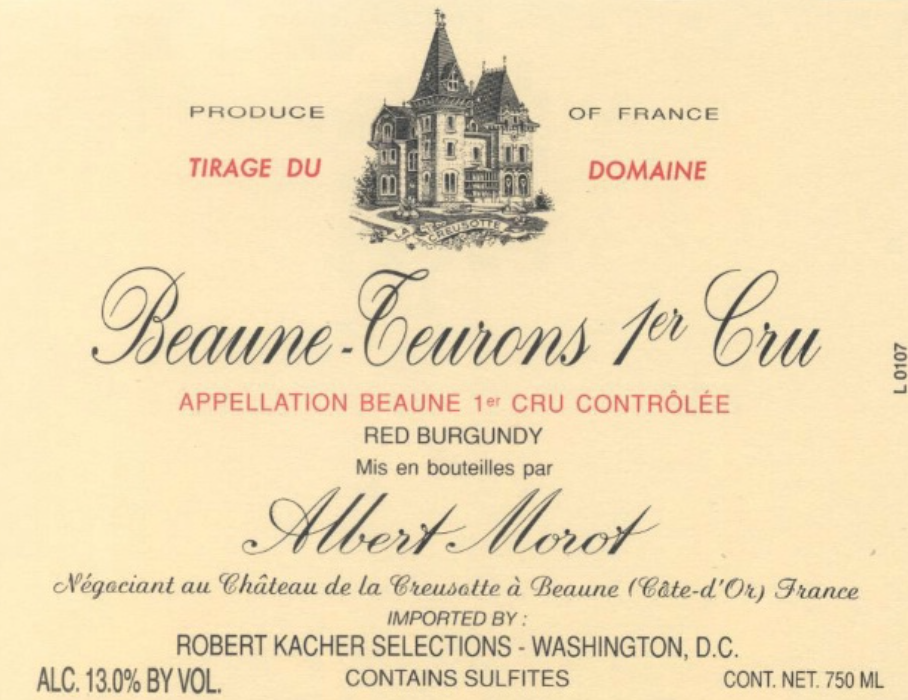 PRODUCE OF FRANCE
TIRAGE DU DOMAINE
LA CREUSOTTE
Beaune-Teurons 1er Cru
L 0107
APPELLATION BEAUNE 1er CRU CONTRÔLÉE
RED BURGUNDY
Mis en bouteilles par
Albert Morot
Négociant au Château de la Creusotte à Beaune (Côte-d'Or) France
IMPORTED BY :
ROBERT KACHER SELECTIONS - WASHINGTON, D.C.
ALC. 13.0% BY VOL. CONTAINS SULFITES CONT. NET. 750 ML